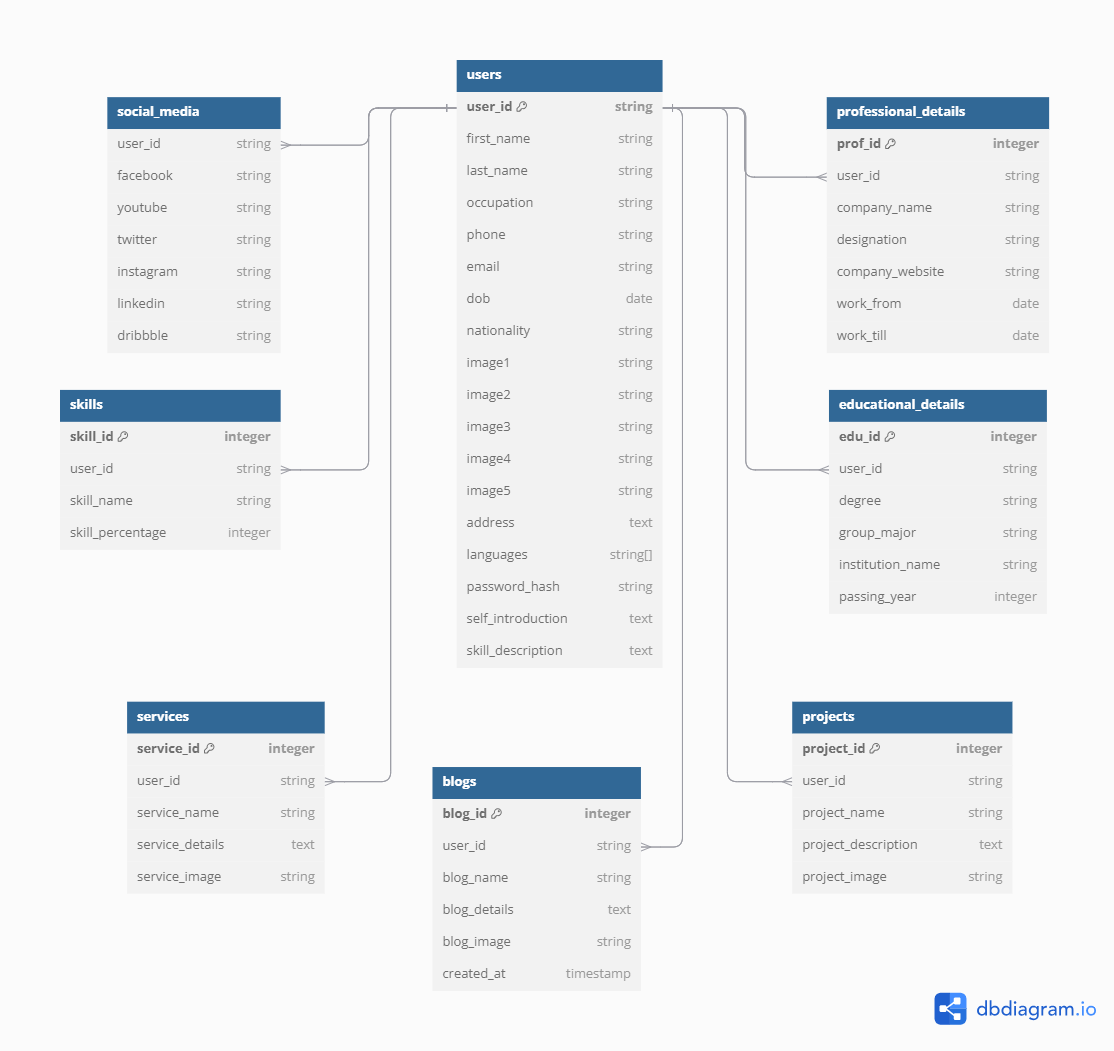 users
user_id string
first_name string
last_name string
occupation string
phone string
email string
dob date
nationality string
image1 string
image2 string
image3 string
image4 string
image5 string
address text
languages string[]
password_hash string
self_introduction text
skill_description text
social_media
user_id string
facebook string
youtube string
twitter string
instagram string
linkedin string
dribbble string
professional_details
prof_id integer
user_id string
company_name string
designation string
company_website string
work_from date
work_till date
skills
skill_id integer
user_id string
skill_name string
skill_percentage integer
educational_details
edu_id integer
user_id string
degree string
group_major string
institution_name string
passing_year integer
services
service_id integer
user_id string
service_name string
service_details text
service_image string
blogs
blog_id integer
user_id string
blog_name string
blog_details text
blog_image string
created_at timestamp
projects
project_id integer
user_id string
project_name string
project_description text
project_image string
dbdiagram.io